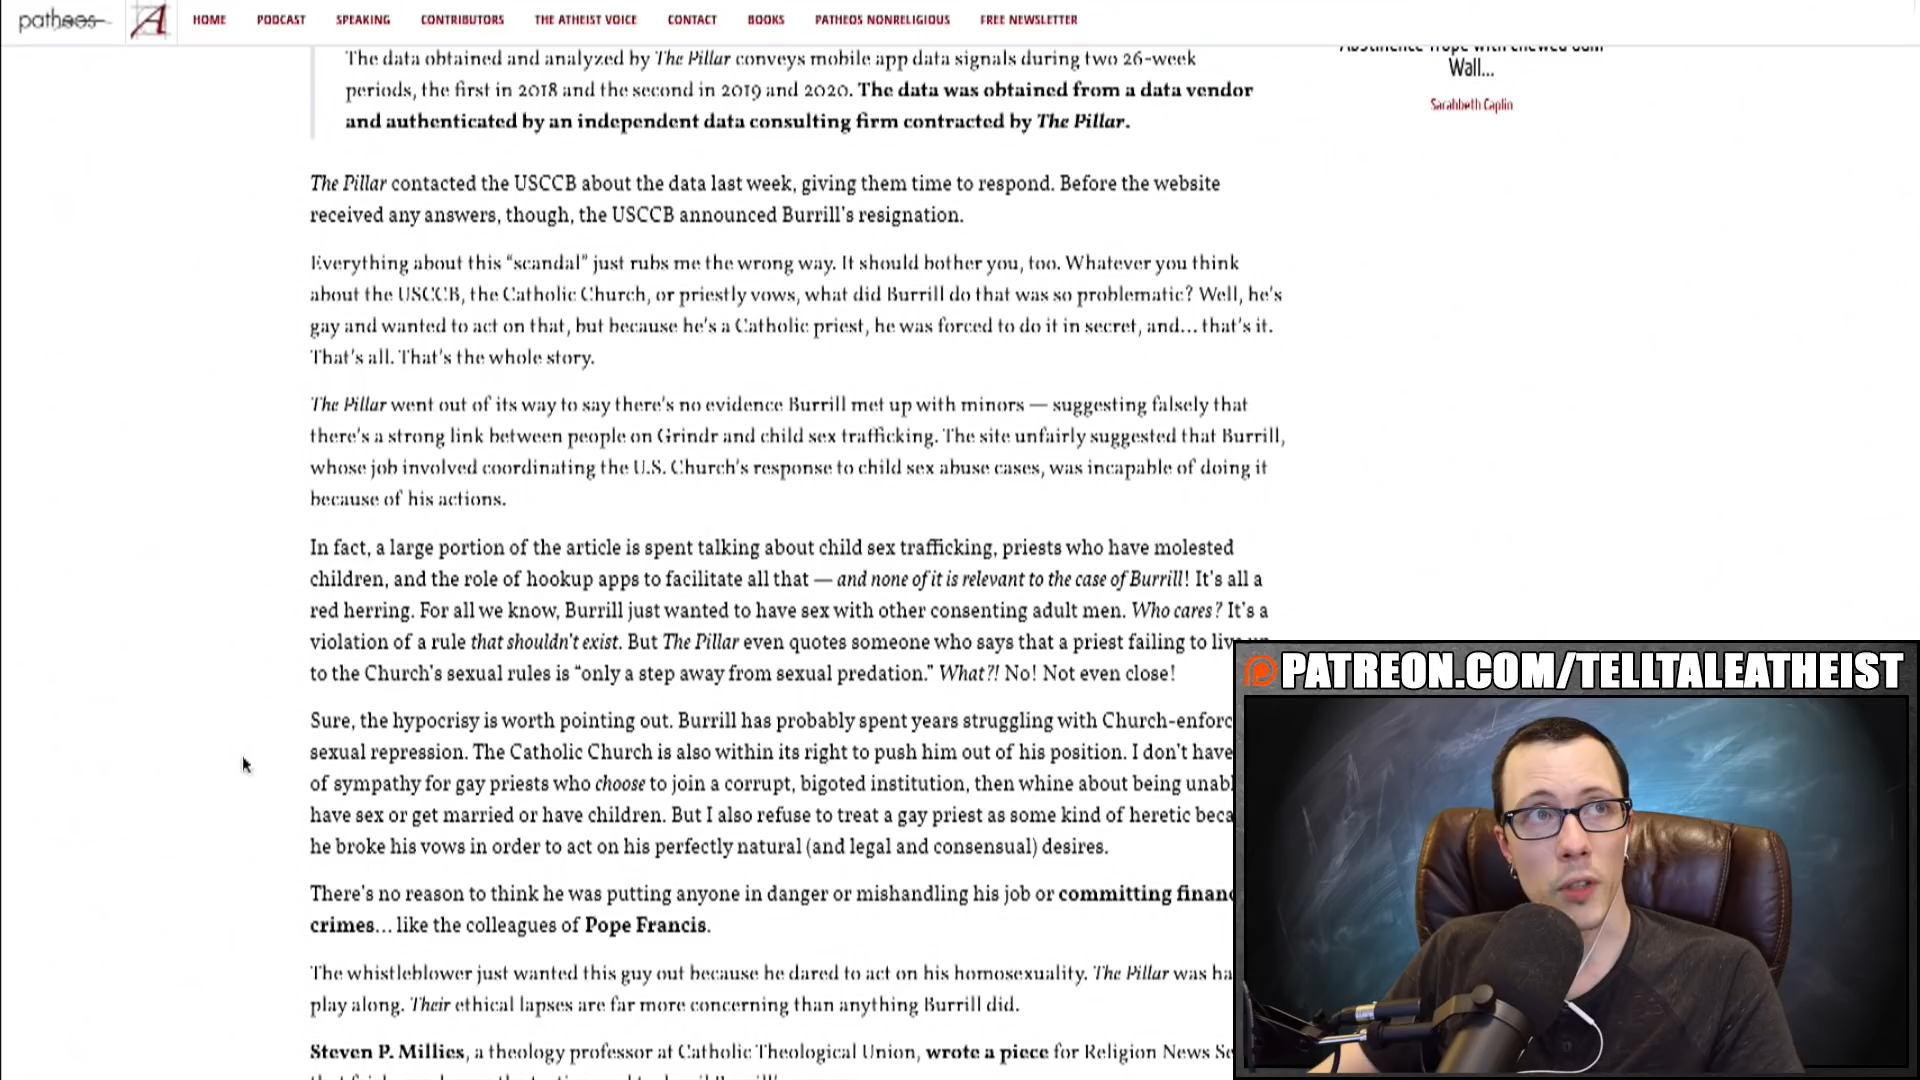 patheos
A
HOME
PODCAST
SPEAKING
CONTRIBUTORS
THE ATHEIST VOICE
CONTACT
BOOKS
PATHEOS NONRELIGIOUS
FREE NEWSLETTER
The data obtained and analyzed by The Pillar conveys mobile app data signals during two 26-week
periods, the first in 2018 and the second in 2019 and 2020. The data was obtained from a data vendor
and authenticated by an independent data consulting firm contracted by The Pillar.
Wall...
Sarahbeth Caplin
The Pillar contacted the USCCB about the data last week, giving them time to respond. Before the website
received any answers, though, the USCCB announced Burrill's resignation.
Everything about this "scandal" just rubs me the wrong way. It should bother you, too. Whatever you think
about the USCCB, the Catholic Church, or priestly vows, what did Burrill do that was so problematic? Well, he's
gay and wanted to act on that, but because he's a Catholic priest, he was forced to do it in secret, and... that's it.
That's all. That's the whole story.
The Pillar went out of its way to say there's no evidence Burrill met up with minors — suggesting falsely that
there's a strong link between people on Grindr and child sex trafficking. The site unfairly suggested that Burrill,
whose job involved coordinating the U.S. Church's response to child sex abuse cases, was incapable of doing it
because of his actions.
In fact, a large portion of the article is spent talking about child sex trafficking, priests who have molested
children, and the role of hookup apps to facilitate all that — and none of it is relevant to the case of Burrill! It's all a
red herring. For all we know, Burrill just wanted to have sex with other consenting adult men. Who cares? It's a
violation of a rule that shouldn't exist. But The Pillar even quotes someone who says that a priest failing to
to the Church's sexual rules is "only a step away from sexual predation." What?! No! Not even close!
Sure, the hypocrisy is worth pointing out. Burrill has probably spent years struggling with Church-enforc
sexual repression. The Catholic Church is also within its right to push him out of his position. I don't have
of sympathy for gay priests who choose to join a corrupt, bigoted institution, then whine about being unab
have sex or get married or have children. But I also refuse to treat a gay priest as some kind of heretic beca
he broke his vows in order to act on his perfectly natural (and legal and consensual) desires.
There's no reason to think he was putting anyone in danger or mishandling his job or committing financ
crimes... like the colleagues of Pope Francis.
The whistleblower just wanted this guy out because he dared to act on his homosexuality. The Pillar was ha
play along. Their ethical lapses are far more concerning than anything Burrill did.
Steven P. Millies, a theology professor at Catholic Theological Union, wrote a piece for Religion News Se
PATREON.COM/TELLTALEATHEIST